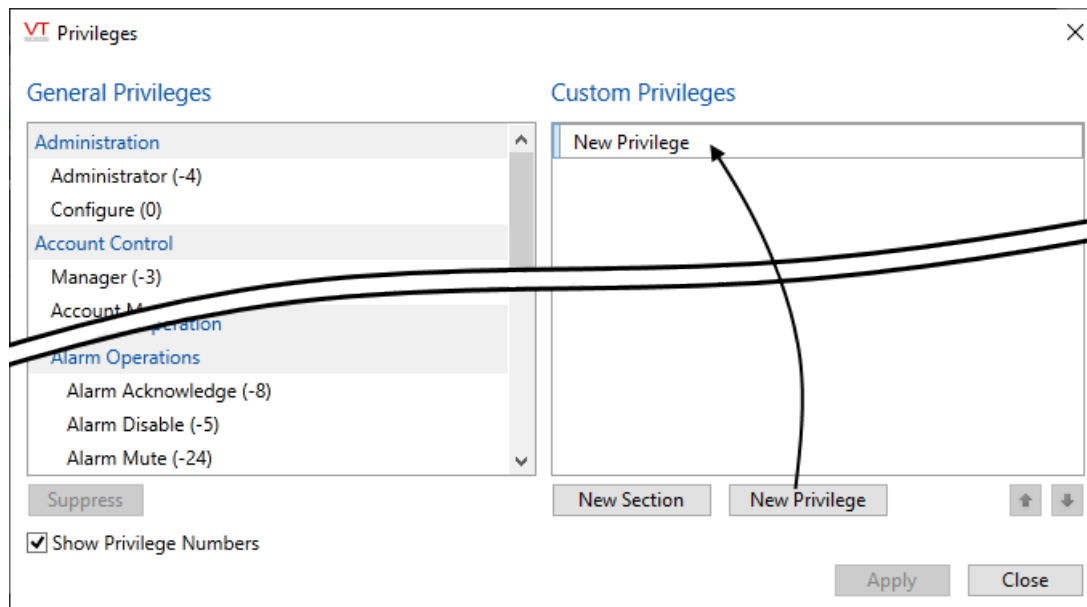 VT Privileges
General Privileges
Administration
Administrator (-4)
Configure (0)
Account Control
Manager (-3)
Account
Alarm Operations
Alarm Acknowledge (-8)
Alarm Disable (-5)
Alarm Mute (-24)
Suppress
Show Privilege Numbers
Custom Privileges
New Privilege
New Section
New Privilege
Apply
Close